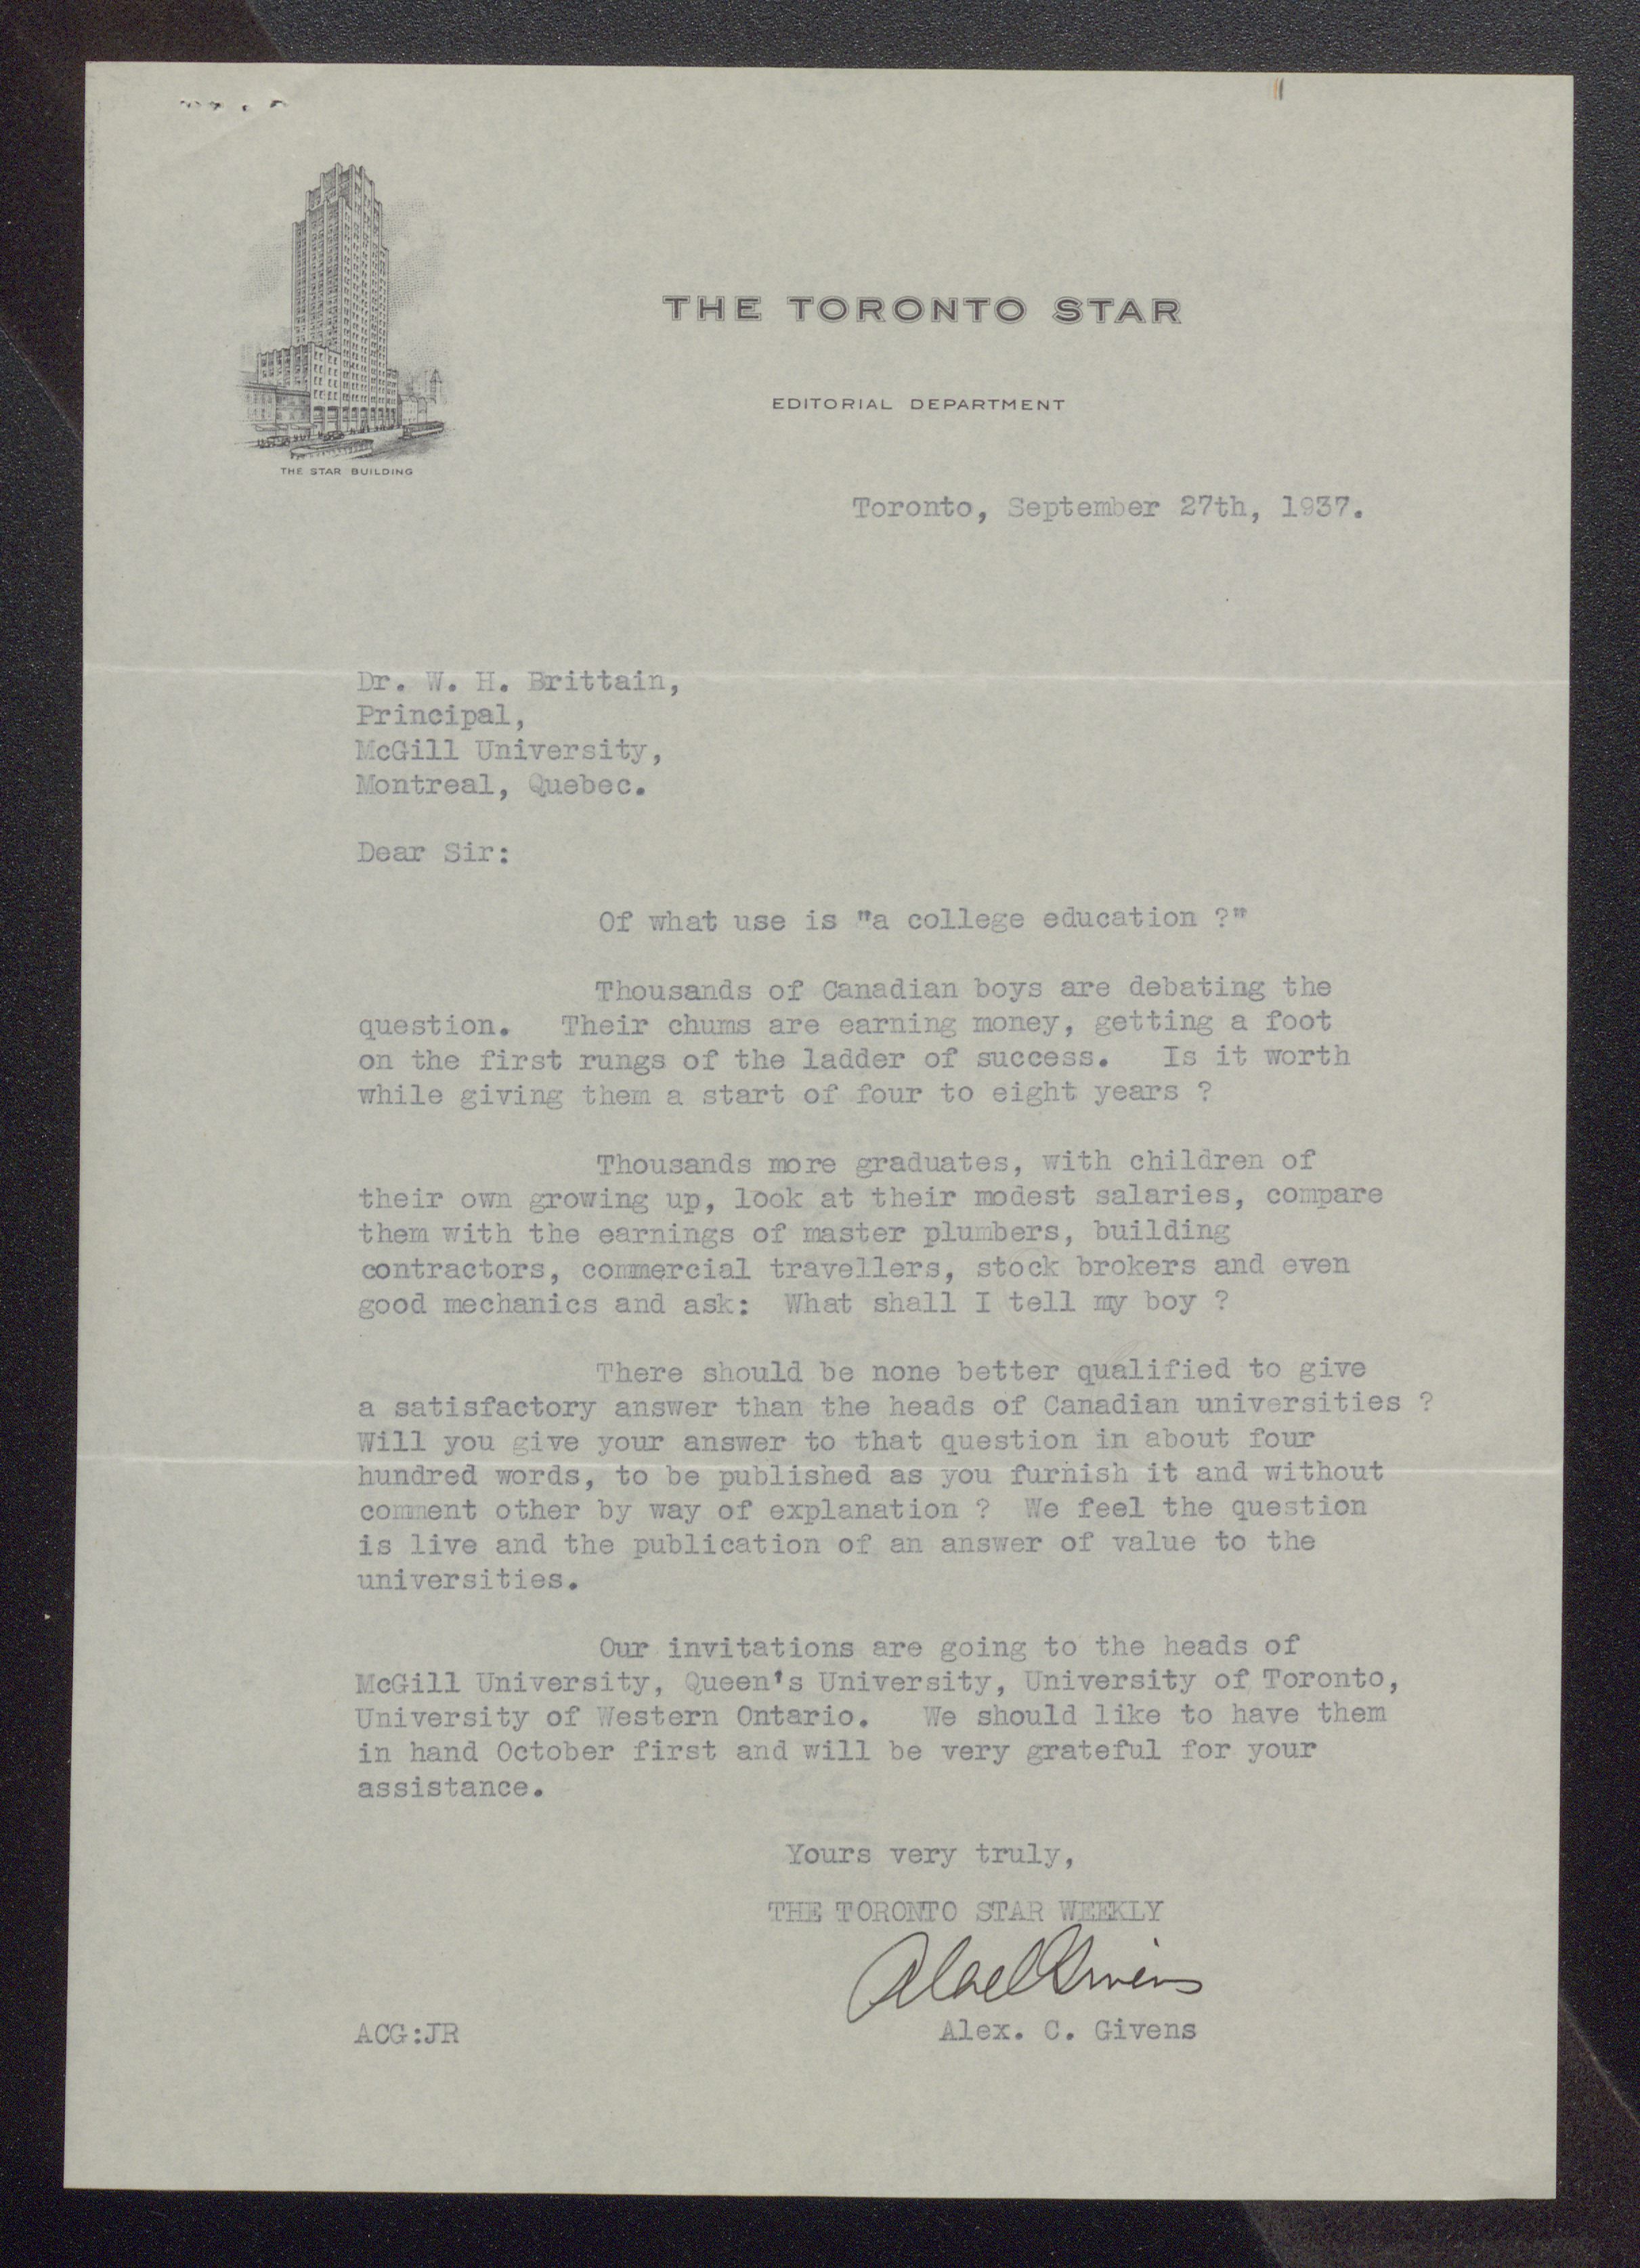 THE TORONTO STAR
EDITORIAL DEPARTMENT
THE STAR BUILDING
Toronto, September 27th, 1937.
Dr. W. H. Brittain,
Principal,
McGill University,
Montreal, Quebec.
Dear Sir:
Of what use is "a college education ?"
Thousands of Canadian boys are debating the
question. Their chums are earning money, getting a foot
on the first rungs of the ladder of success. Is it worth
while giving them a start of four to eight years ?
Thousands more graduates, with children of
their own growing up, look at their modest salaries, compare
them with the earnings of master plumbers, building
contractors, commercial travellers, stock brokers and even
good mechanics and ask: What shall I tell my boy ?
There should be none better qualified to give
a satisfactory answer than the heads of Canadian universities ?
Will you give your answer to that question in about four
hundred words, to be published as you furnish it and without
comment other by way of explanation ? We feel the question
is live and the publication of an answer of value to the
universities.
Our invitations are going to the heads of
McGill University, Queen's University, University of Toronto,
University of Western Ontario. We should like to have them
in hand October first and will be very grateful for your
assistance.
Yours very truly,
THE TORONTO STAR WEEKLY
Alex C Givens
ACG:JR Alex. C. Givens